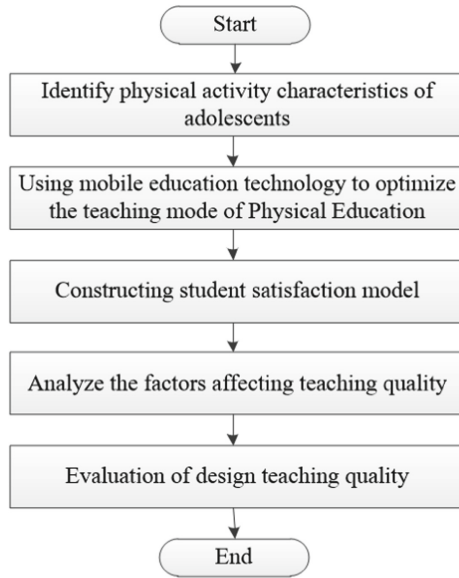 Start
Identify physical activity characteristics of
adolescents
Using mobile education technology to optimize
the teaching mode of Physical Education
Constructing student satisfaction model
Analyze the factors affecting teaching quality
Evaluation of design teaching quality
End